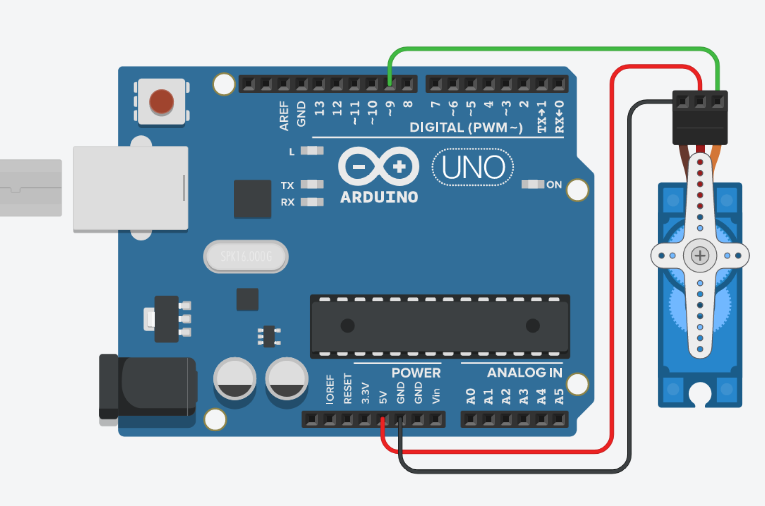 AREF
GND
13
12
~11
~10
~9
8
7
~6
~5
4
~3
2
TX→1
RX←0
DIGITAL (PWM~)
L
TX
RX
UNO
ARDUINO
ON
POWER
ANALOG IN
IOREF
RESET
3.3V
5V
GND
GND
Vin
A0
A1
A2
A3
A4
A5